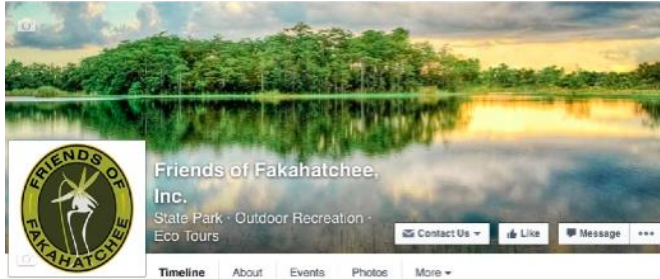 FRIENDS OF
FAKAHATCHEE
Friends of Fakahatchee,
Inc.
State Park · Outdoor Recreation ·
Eco Tours
Contact Us
Like
Message
Timeline
About
Events
Photos
More